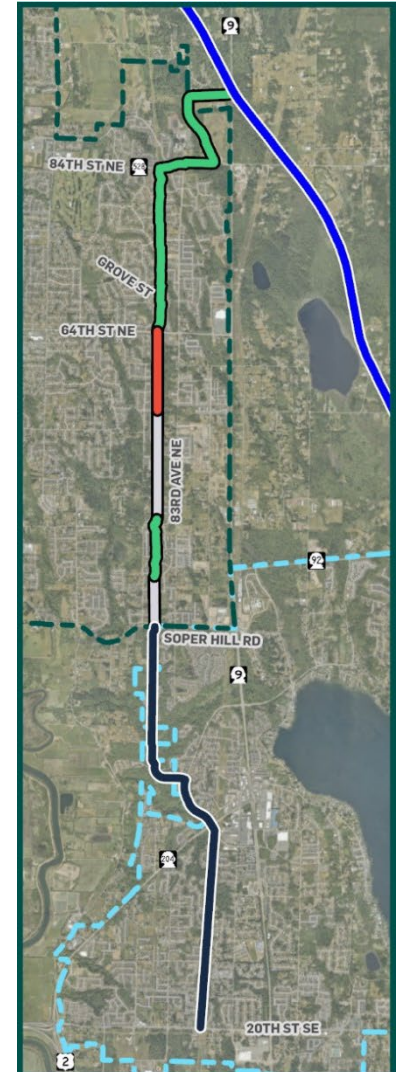 9
84TH ST NE
528
GROVE ST
64TH ST NE
83RD AVE NE
92
SOPER HILL RD
9
204
20TH ST SE
2